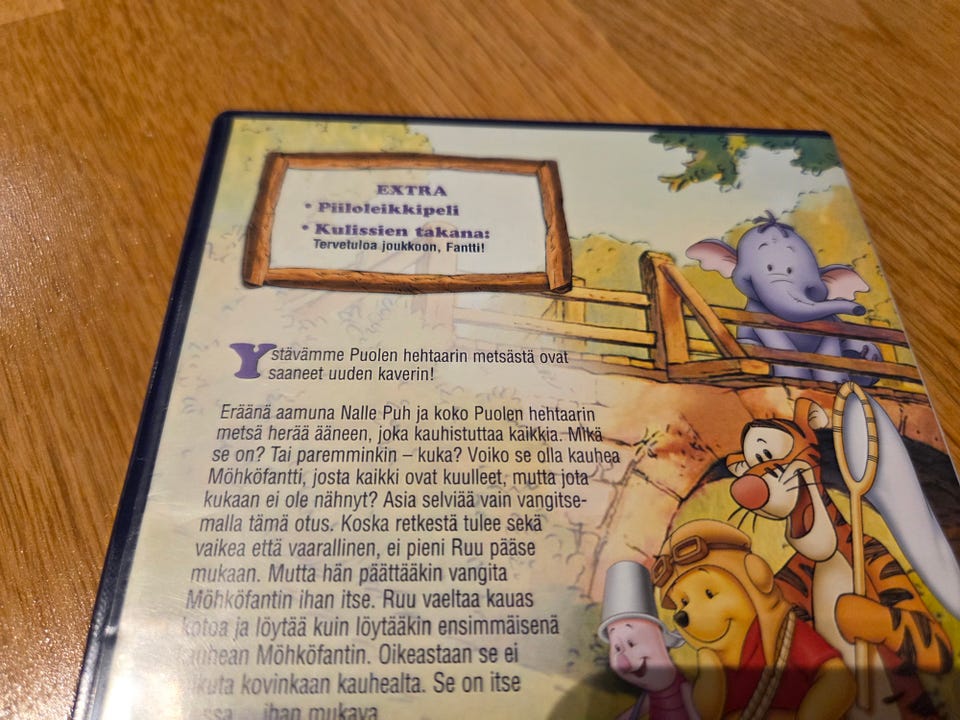 EXTRA
• Piiloleikkipeli
• Kulissien takana:
Tervetuloa joukkoon, Fantti!
Ystävämme Puolen hehtaarin metsästä ovat
saaneet uuden kaverin!
Eräänä aamuna Nalle Puh ja koko Puolen hehtaarin
metsä herää ääneen, joka kauhistuttaa kaikkia. Mikä
se on? Tai paremminkin – kuka? Voiko se olla kauhea
Möhköfantti, josta kaikki ovat kuulleet, mutta jota
kukaan ei ole nähnyt? Asia selviää vain vangitse-
malla tämä otus. Koska retkestä tulee sekä
vaikea että vaarallinen, ei pieni Ruu pääse
mukaan. Mutta hän päättääkin vangita
Möhköfantin ihan itse. Ruu vaeltaa kauas
kotoa ja löytää kuin löytääkin ensimmäisenä
kauhean Möhköfantin. Oikeastaan se ei
kovinkaan kauhealta. Se on itse
ihan mukava